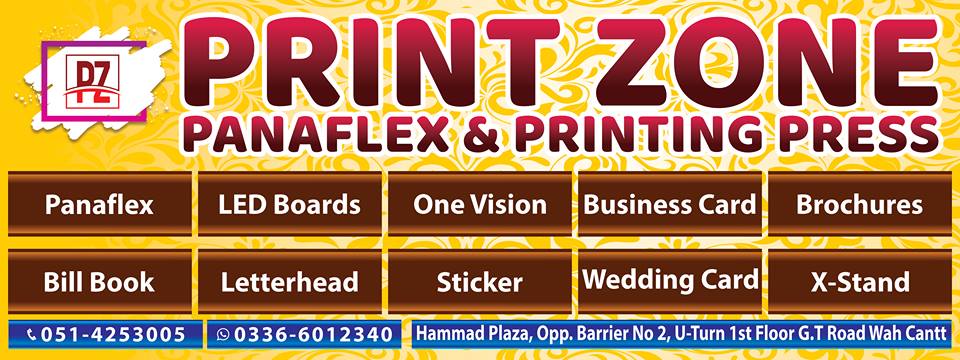 PZ
PRINT ZONE
PANAFLEX & PRINTING PRESS
Panaflex
LED Boards
One Vision
Business Card
Brochures
Bill Book
Letterhead
Sticker
Wedding Card
X-Stand
051-4253005
0336-6012340
Hammad Plaza, Opp. Barrier No 2, U-Turn 1st Floor G.T Road Wah Cantt